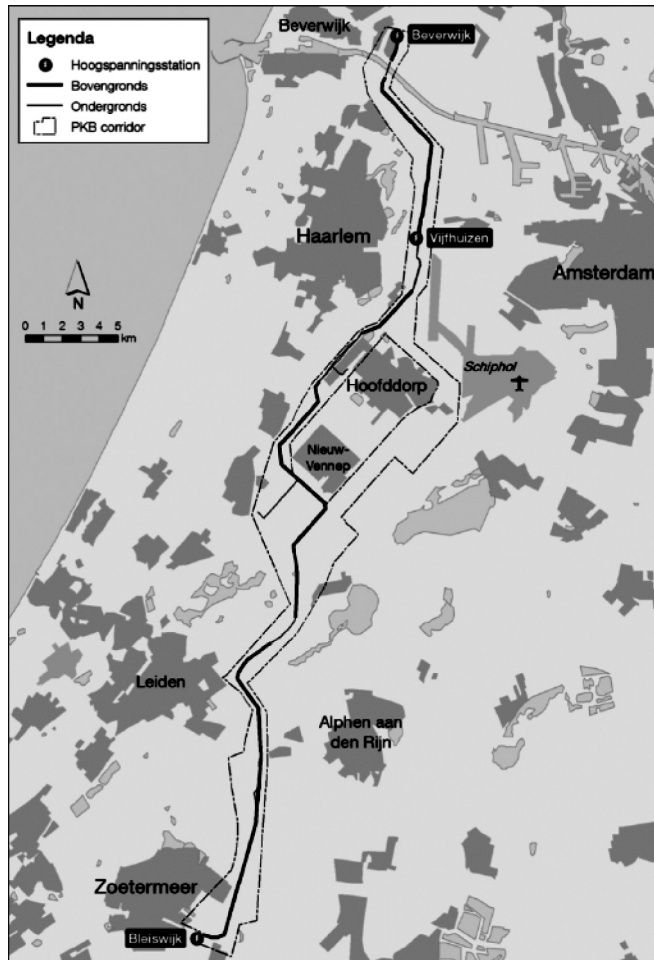 Legenda
Hoogspanningsstation
Bovengronds
Ondergronds
PKB corridor
Beverwijk
Beverwijk
Haarlem
Vijfhuizen
Amsterdam
N
0 1 2 3 4 5
km
Schiphol
Hoofddorp
Nieuw-
Vennep
Leiden
Alphen aan
den Rijn
Zoetermeer
Bleiswijk